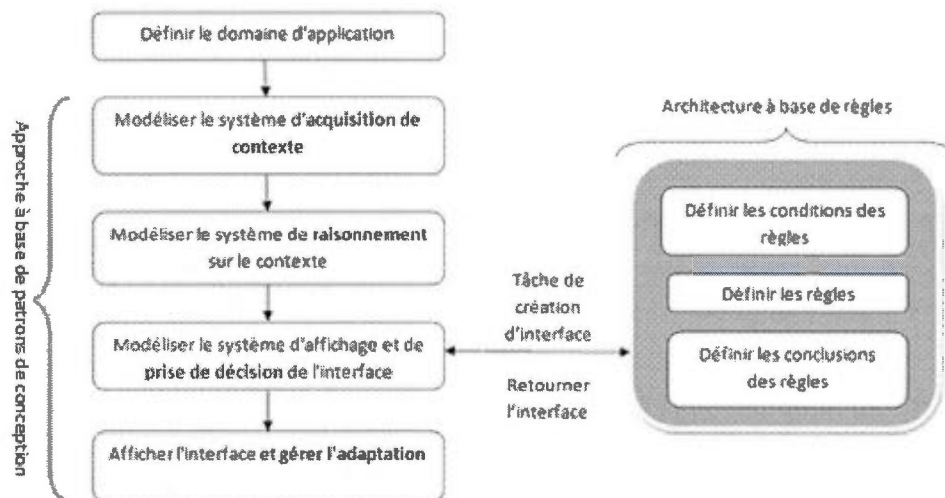 Définir le domaine d'application
Approche à base de patrons de conception
Modéliser le système d'acquisition de
contexte
Modéliser le système de raisonnement
sur le contexte
Modéliser le système d'affichage et de
prise de décision de l'interface
Afficher l'interface et gérer l'adaptation
Tâche de
création
d'interface
Retourner
l'interface
Architecture à base de règles
Définir les conditions des
règles
Définir les règles
Définir les conclusions
des règles